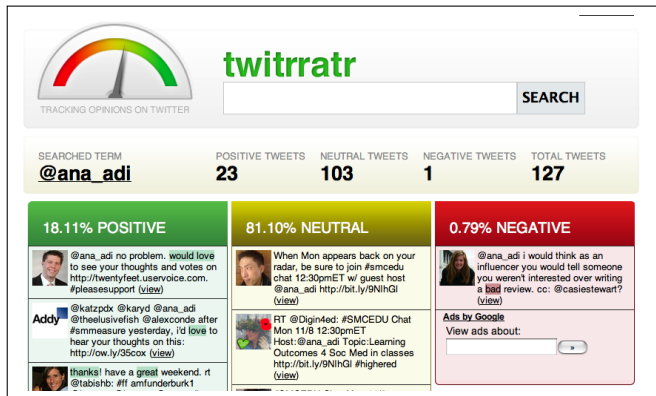 twitrratr
SEARCH
TRACKING OPINIONS ON TWITTER
SEARCHED TERM
@ana_adi
POSITIVE TWEETS
23
NEUTRAL TWEETS
103
NEGATIVE TWEETS
1
TOTAL TWEETS
127
18.11% POSITIVE
@ana_adi no problem. would love
to see your thoughts and votes on
http://twentyfeet.uservoice.com.
#pleasesupport (view)
Addy
@katzpdx @karyd @ana_adi
@theelusivefish @alexconde after
#smmeasure yesterday, i'd love to
hear your thoughts on this:
http://ow.ly/35cox (view)
thanks! have a great weekend. rt
@tabishb: #ff amfunderburk1
81.10% NEUTRAL
When Mon appears back on your
radar, be sure to join #smcedu
chat 12:30pmET w/ guest host
@ana_adi http://bit.ly/9NIhGI
(view)
RT @Digin4ed: #SMCEDU Chat
Mon 11/8 12:30pmET
Host:@ana_adi Topic:Learning
Outcomes 4 Soc Med in classes
http://bit.ly/9NIhGI #highered
(view)
0.79% NEGATIVE
@ana_adi i would think as an
influencer you would tell someone
you weren't interested over writing
a bad review. cc: @casiestewart?
(view)
Ads by Google
View ads about:
»